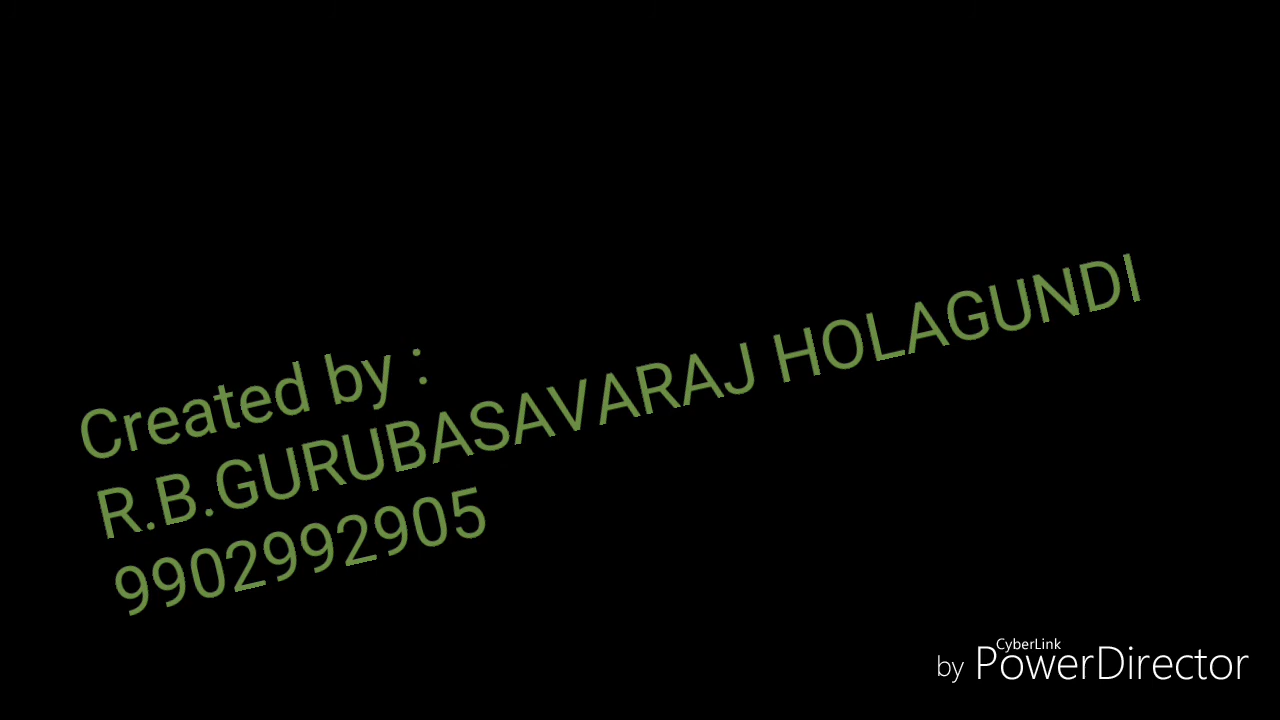 Created by :
R.B.GURUBASAVARAJ HOLAGUNDI
9902992905
CyberLink
by PowerDirector